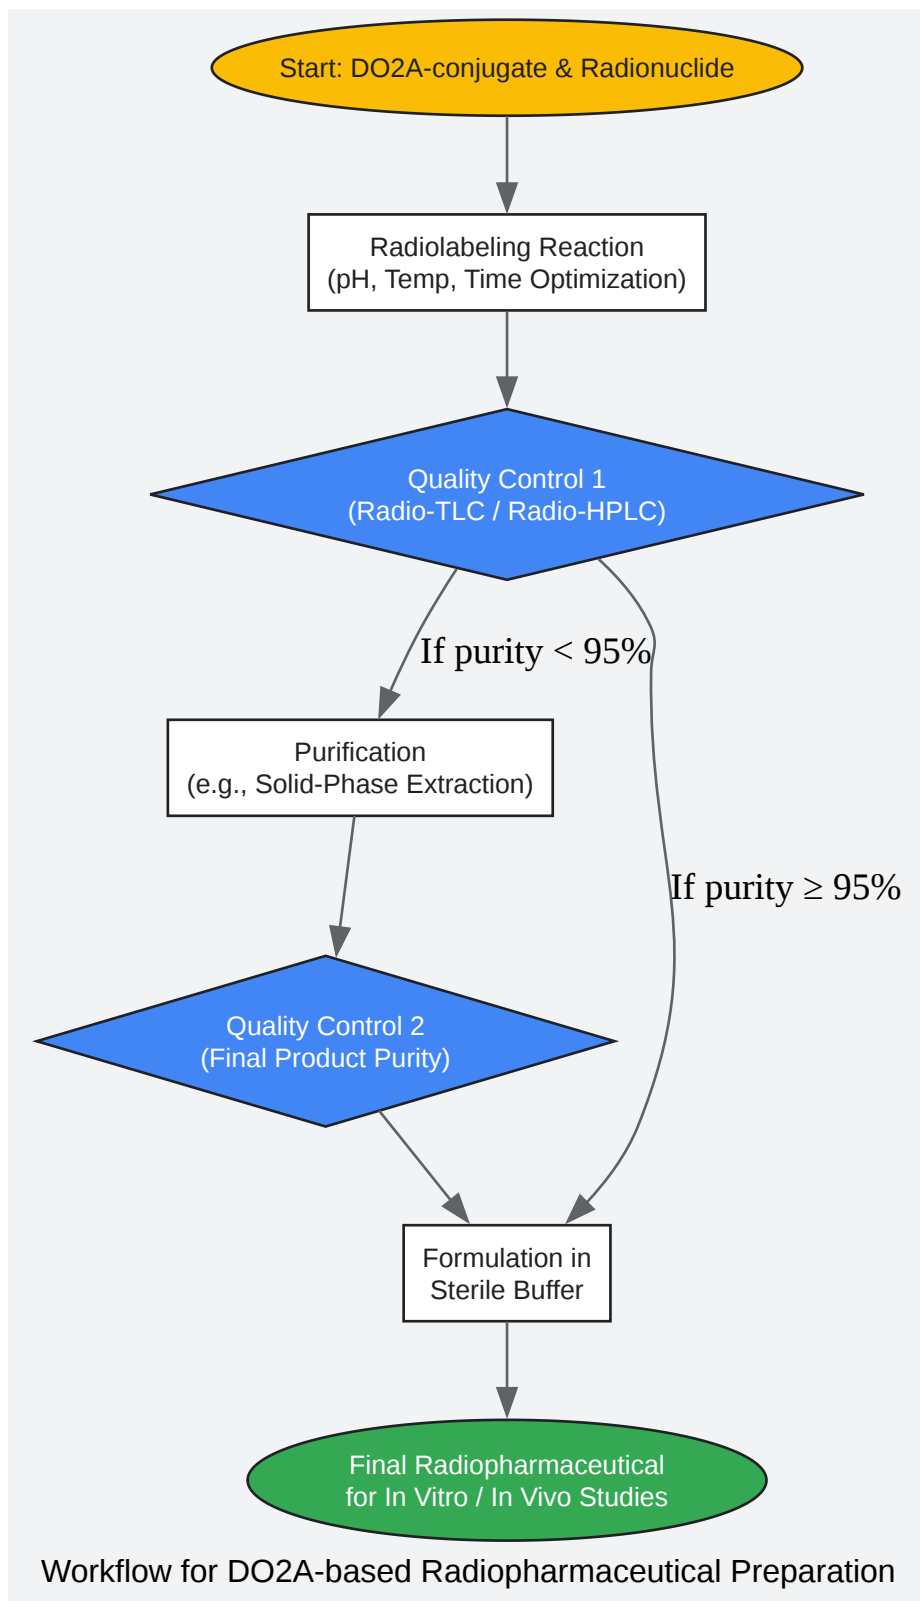 Start: DO2A-conjugate & Radionuclide
Radiolabeling Reaction
(pH, Temp, Time Optimization)
Quality Control 1
(Radio-TLC / Radio-HPLC)
If purity < 95%
Purification
(e.g., Solid-Phase Extraction)
If purity ≥ 95%
Quality Control 2
(Final Product Purity)
Formulation in
Sterile Buffer
Final Radiopharmaceutical
for In Vitro / In Vivo Studies
Workflow for DO2A-based Radiopharmaceutical Preparation